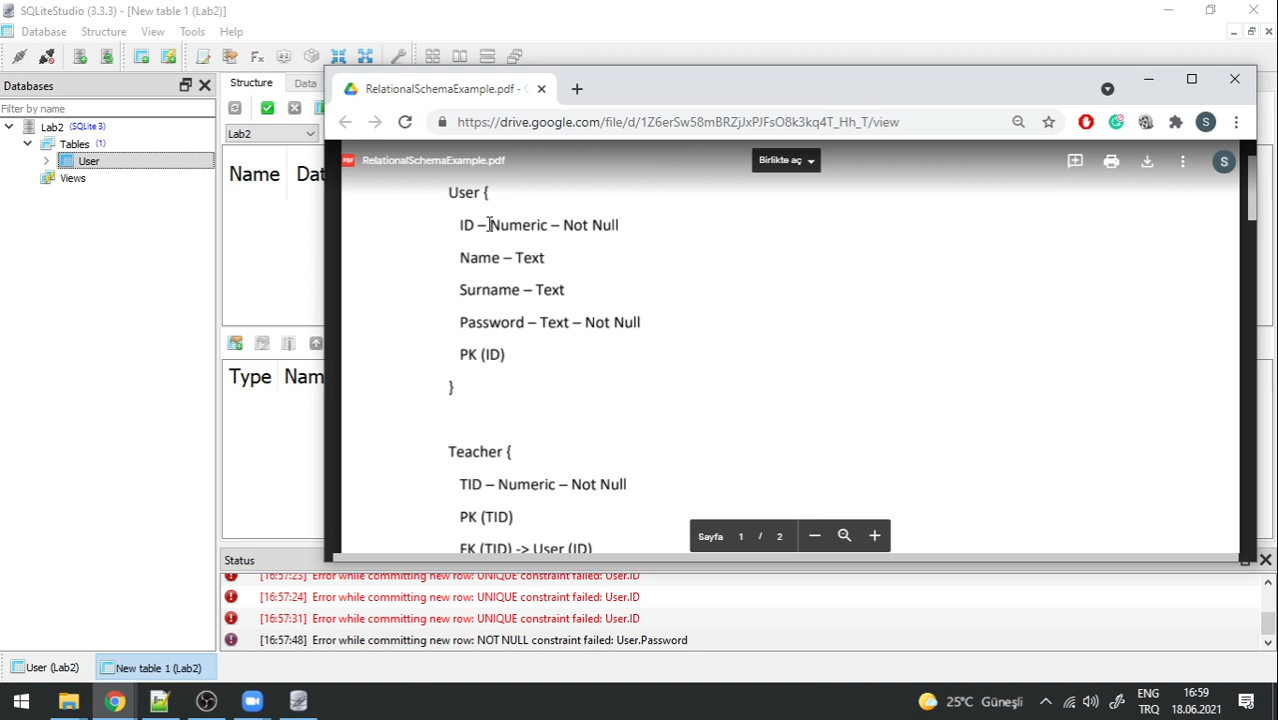 SQLiteStudio (3.3.3) - [New table 1 (Lab2)]
Database Structure View Tools Help
Databases
Filter by name
Lab2 (SQLite 3)
Tables (1)
User
Views
Structure Data
Lab2
Name Dat
Type Nam
RelationalSchemaExample.pdf -
https://drive.google.com/file/d/1Z6erSw58mBRZjJxPJFsO8k3kq4T_Hh_T/view
S
PDF RelationalSchemaExample.pdf
Birlikte aç
S
User {
ID – Numeric – Not Null
Name – Text
Surname – Text
Password – Text – Not Null
PK (ID)
}
Teacher {
TID – Numeric – Not Null
PK (TID)
FK (TID) -> User (ID)
Sayfa 1 / 2
Status
[16:57:23] Error while committing new row: UNIQUE constraint failed: User.ID
[16:57:24] Error while committing new row: UNIQUE constraint failed: User.ID
[16:57:31] Error while committing new row: UNIQUE constraint failed: User.ID
[16:57:48] Error while committing new row: NOT NULL constraint failed: User.Password
User (Lab2) New table 1 (Lab2)
25°C Güneşli
ENG
TRQ
16:59
18.06.2021